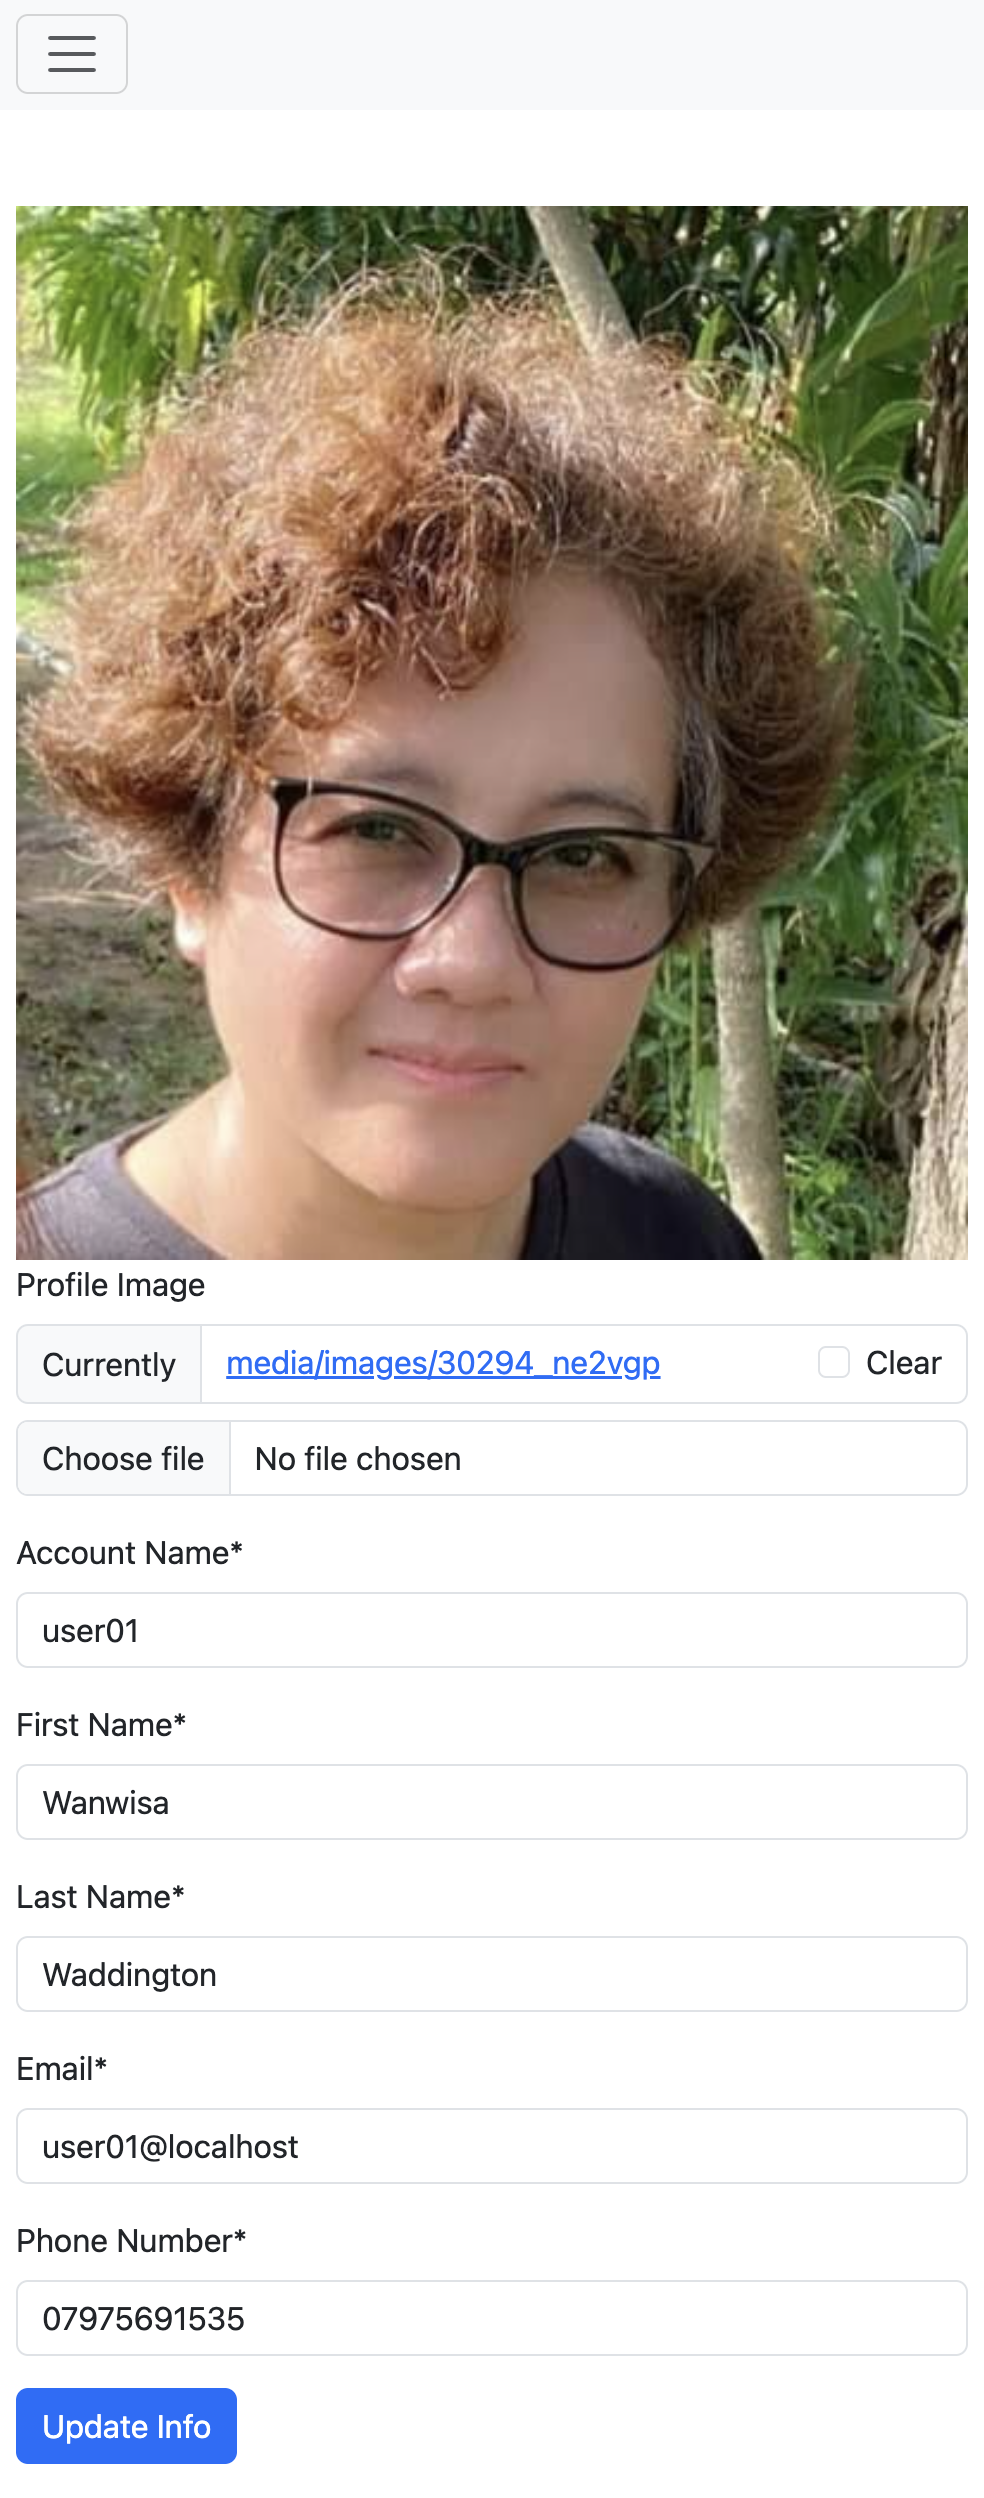 Profile Image
Currently media/images/30294_ne2vgp Clear
Choose file No file chosen
Account Name*
user01
First Name*
Wanwisa
Last Name*
Waddington
Email*
user01@localhost
Phone Number*
07975691535
Update Info